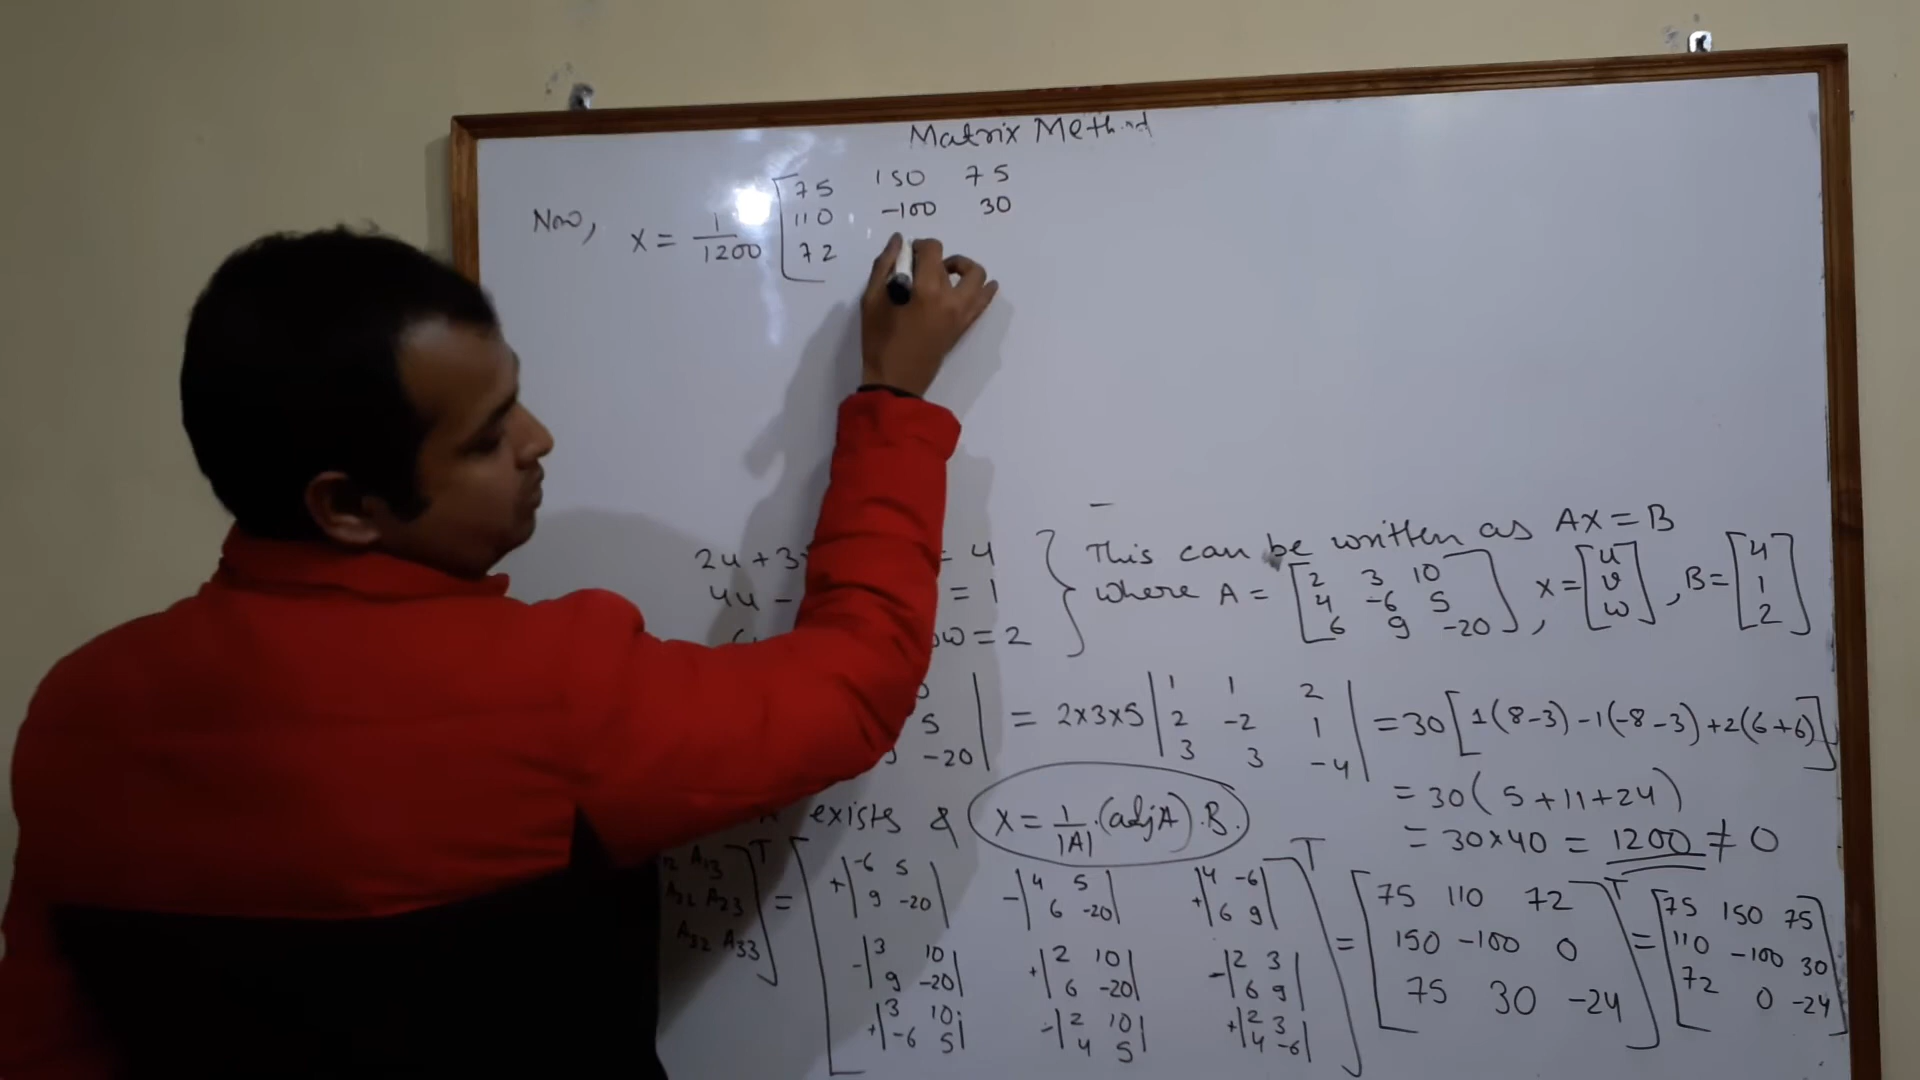 Matrix Method
Now, X = 1/1200 [75 150 75
110 -100 30
72
2u + 3 = 4
4u - = 1
w = 2
This can be written as AX = B
where A = [2 3 10
4 -6 5
6 9 -20], X = [u
v
w], B = [4
1
2]
5
-20| = 2×3×5 |1 1 2
2 -2 1
3 3 -4| = 30[1(8-3) -1(-8-3) +2(6+6)]
= 30(5+11+24)
= 30×40 = 1200 ≠ 0
exists & X = 1/|A| · (adjA) · B.
A13
A22 A23
A32 A33]T = [+|-6 5
9 -20| -|4 5
6 -20| +|4 -6
6 9|
-|3 10
9 -20| +|2 10
6 -20| -|2 3
6 9|
+|3 10
-6 5| -|2 10
4 5| +|2 3
4 -6|]T
= [75 110 72
150 -100 0
75 30 -24]T
= [75 150 75
110 -100 30
72 0 -24]